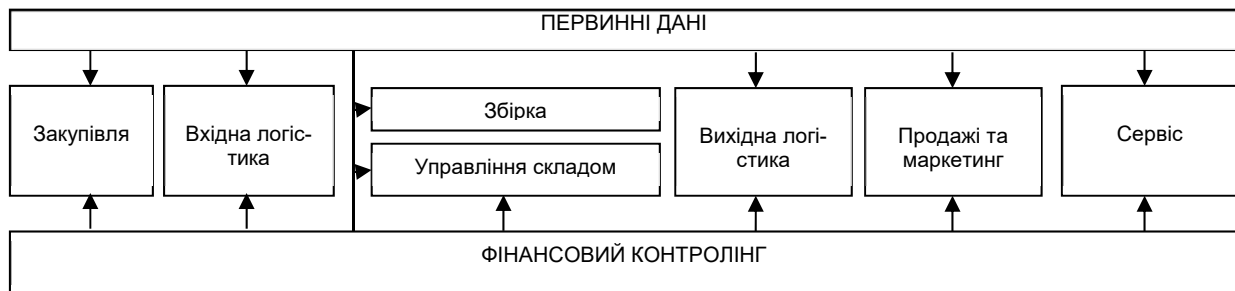 ПЕРВИННІ ДАНІ
Закупівля
Вхідна логіс-
тика
Збірка
Управління складом
Вихідна логі-
стика
Продажі та
маркетинг
Сервіс
ФІНАНСОВИЙ КОНТРОЛІНГ